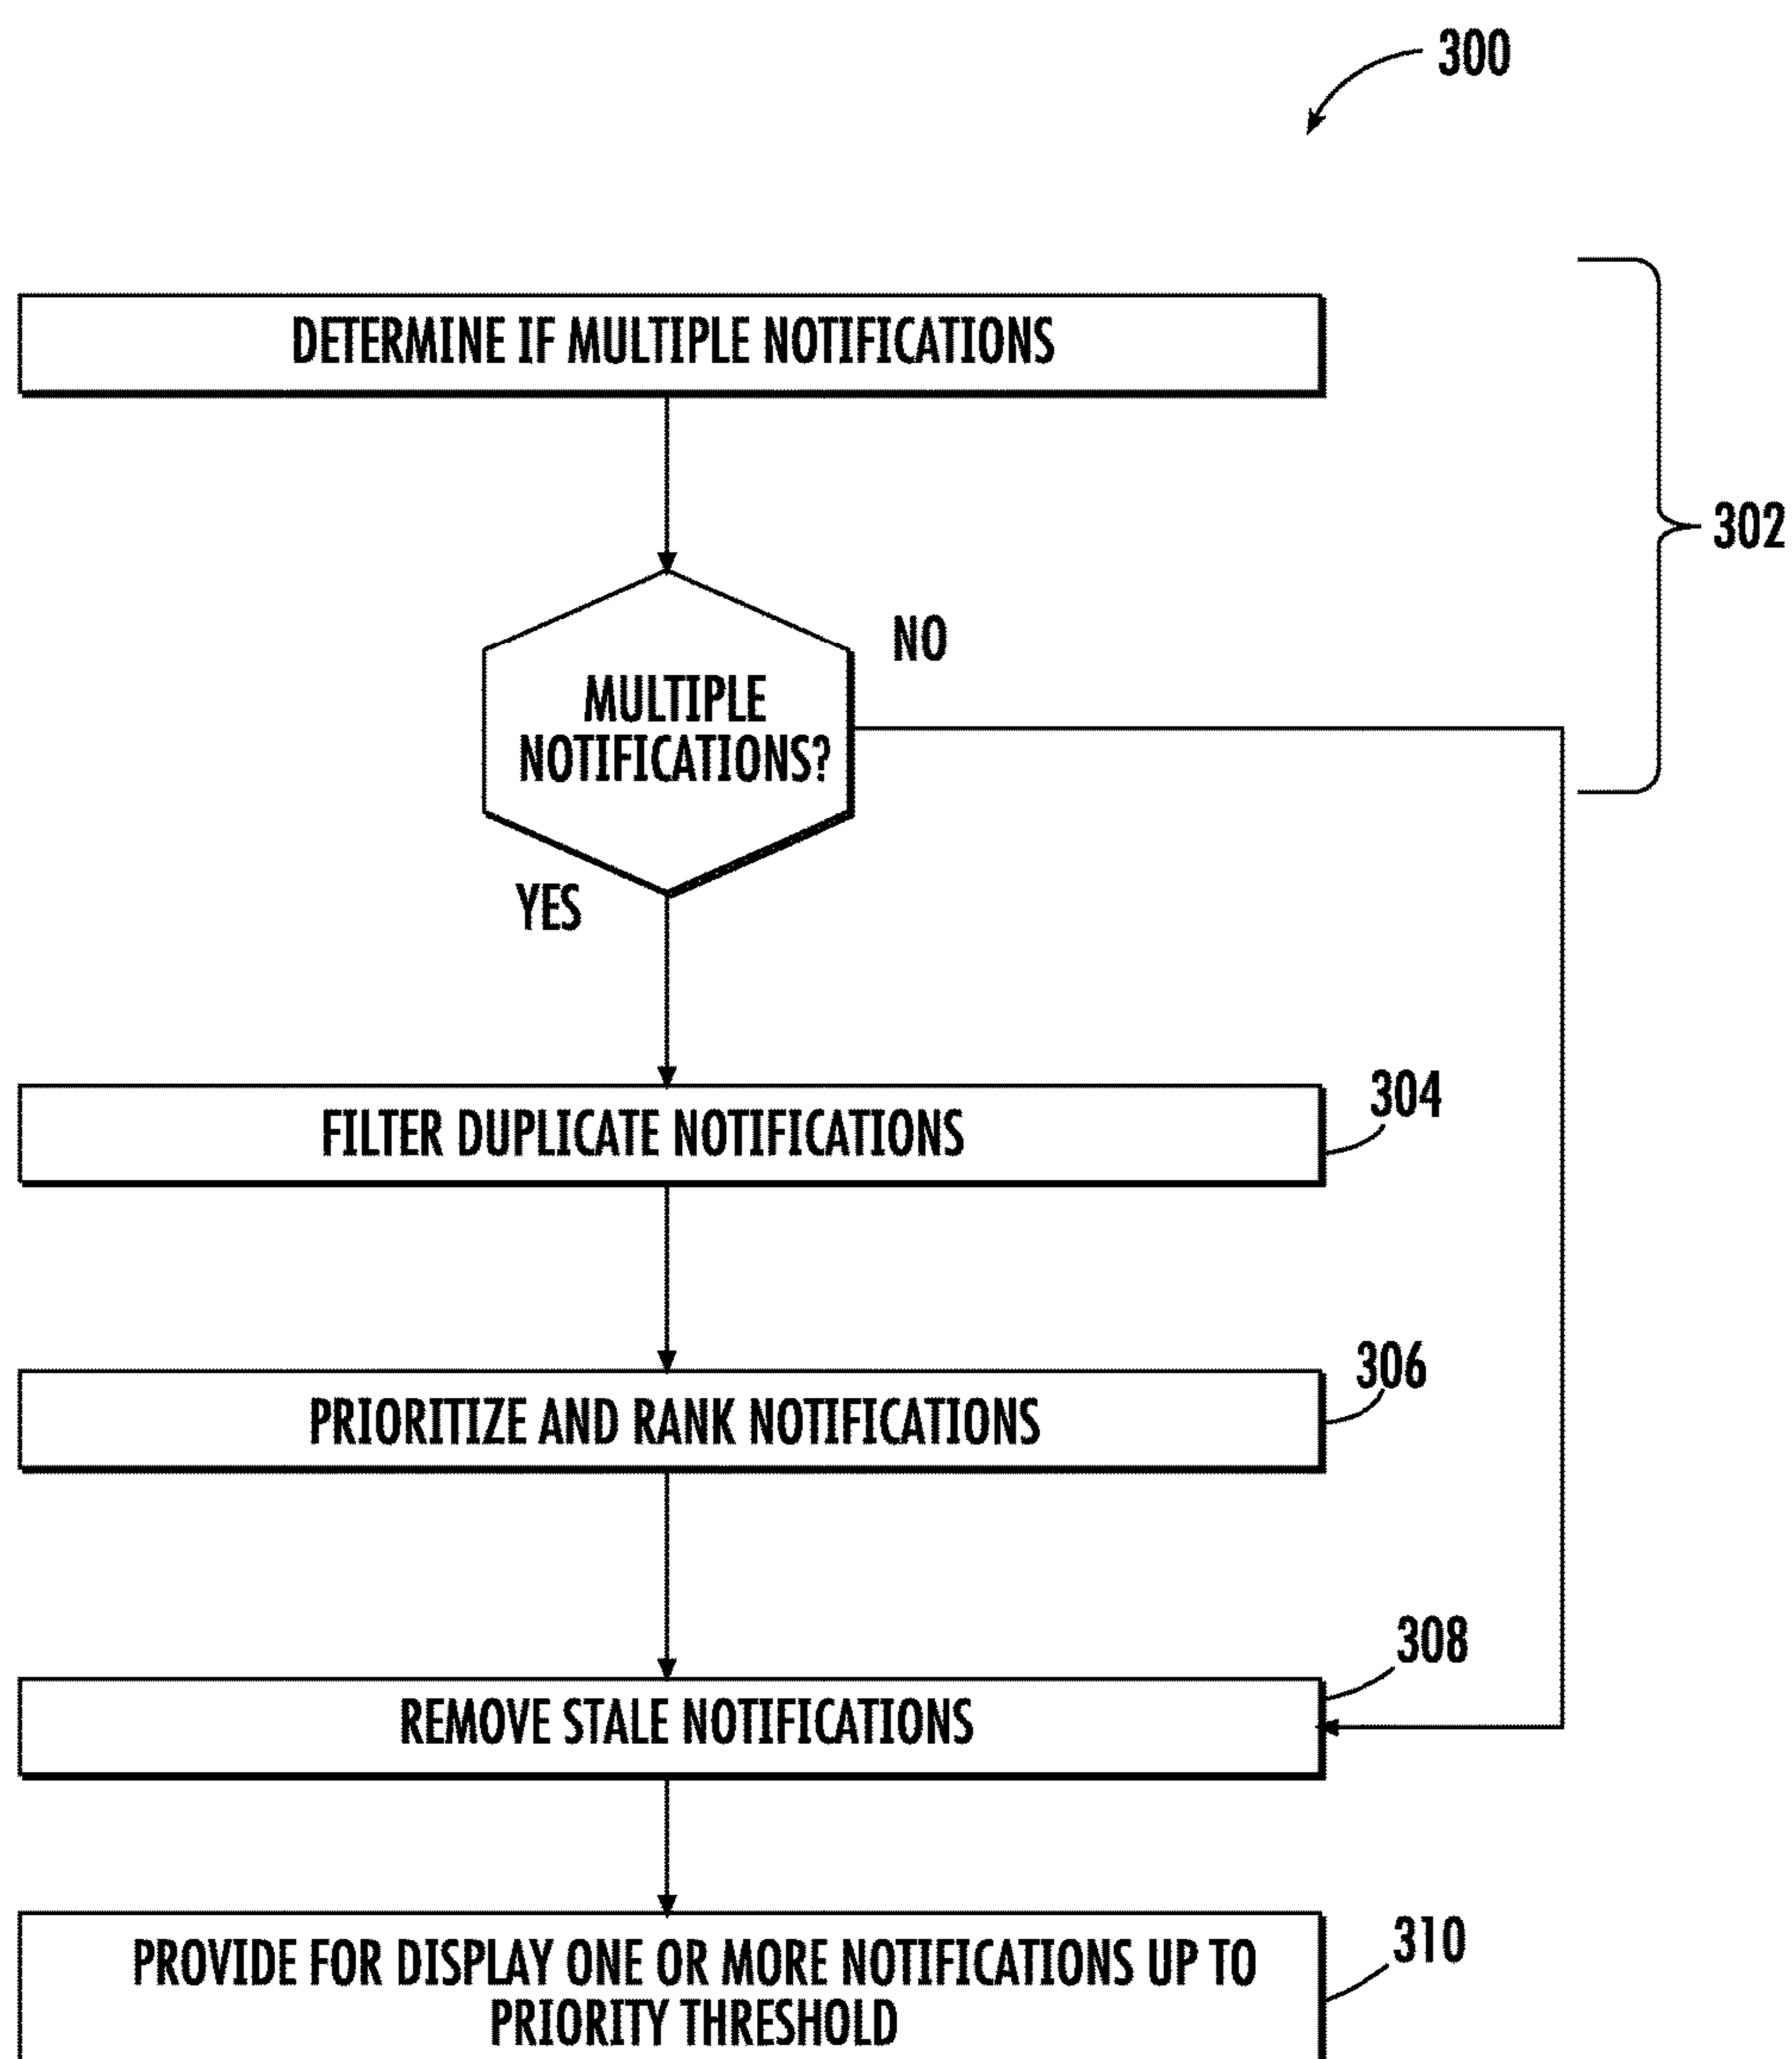 300
DETERMINE IF MULTIPLE NOTIFICATIONS
302
NO
MULTIPLE
NOTIFICATIONS?
YES
304
FILTER DUPLICATE NOTIFICATIONS
306
PRIORITIZE AND RANK NOTIFICATIONS
308
REMOVE STALE NOTIFICATIONS
310
PROVIDE FOR DISPLAY ONE OR MORE NOTIFICATIONS UP TO
PRIORITY THRESHOLD